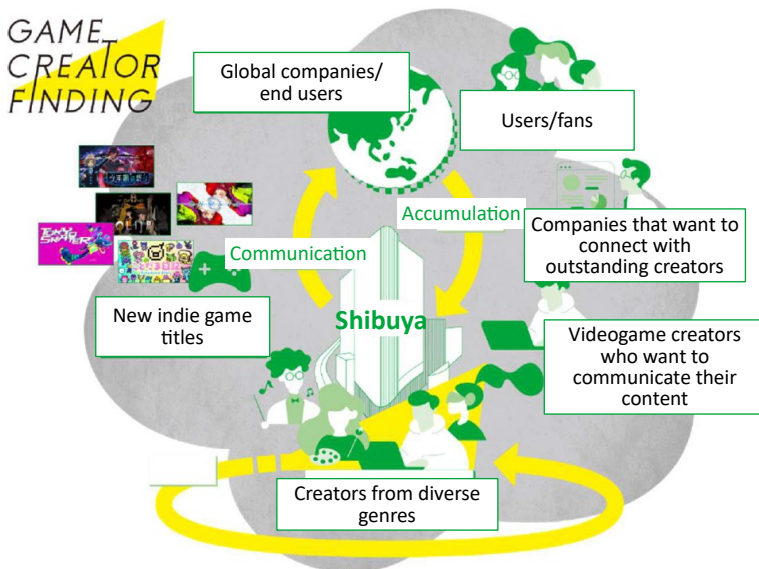 GAME
CREATOR
FINDING
Global companies/
end users
Users/fans
Accumulation
Companies that want to
connect with
outstanding creators
Communication
New indie game
titles
Shibuya
Videogame creators
who want to
communicate their
content
Creators from diverse
genres